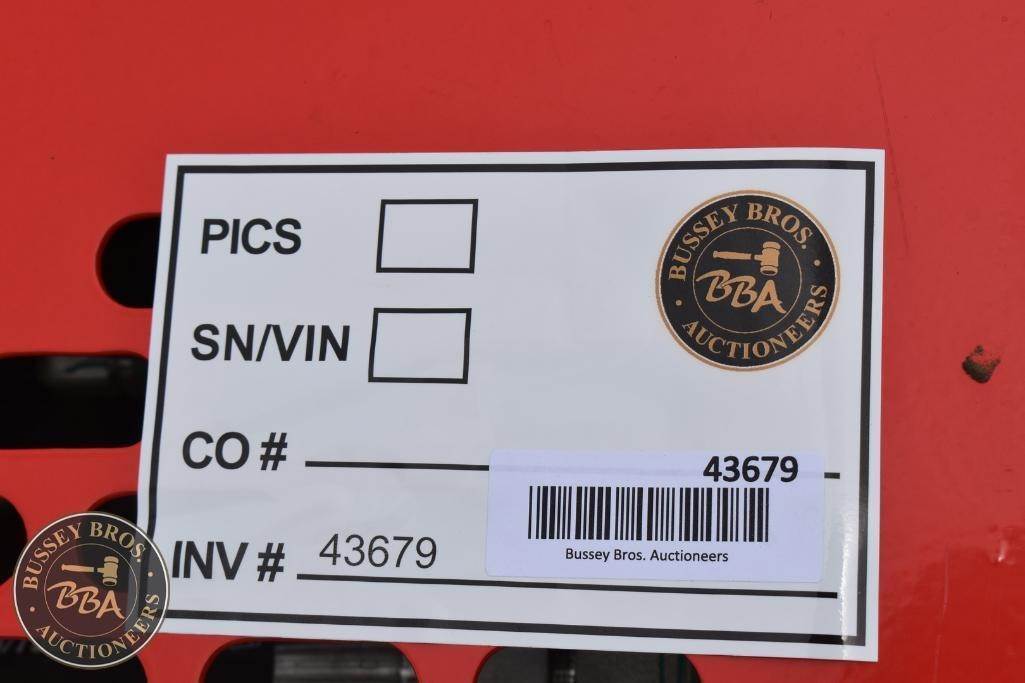 PICS
BUSSEY BROS.
BBA
AUCTIONEERS
SN/VIN
CO #
43679
Bussey Bros. Auctioneers
INV # 43679
BUSSEY BROS.
BBA
AUCTIONEERS